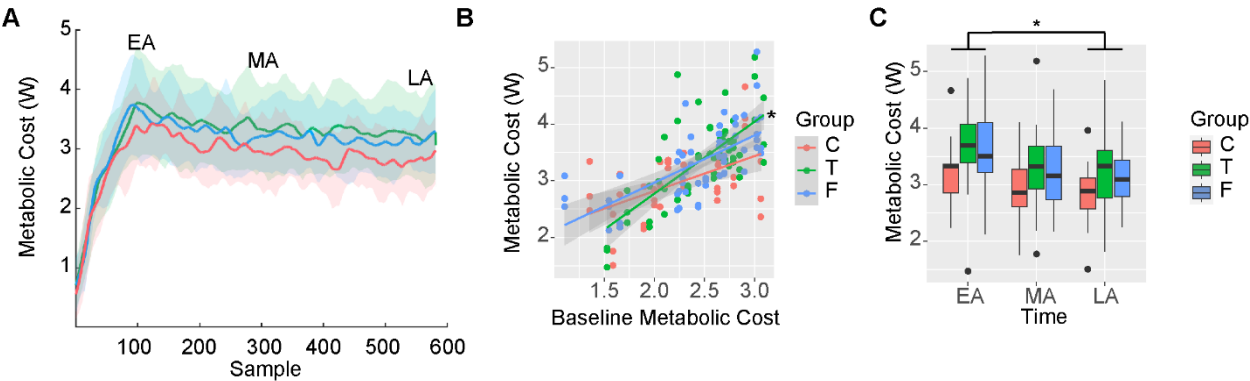 A
Metabolic Cost (W)
5
4
3
2
1
EA
MA
LA
100
200
300
400
500
600
Sample
B
Metabolic Cost (W)
5
4
3
2
*
1.5
2.0
2.5
3.0
Baseline Metabolic Cost
Group
C
T
F
C
*
Metabolic Cost (W)
5
4
3
2
EA
MA
LA
Time
Group
C
T
F